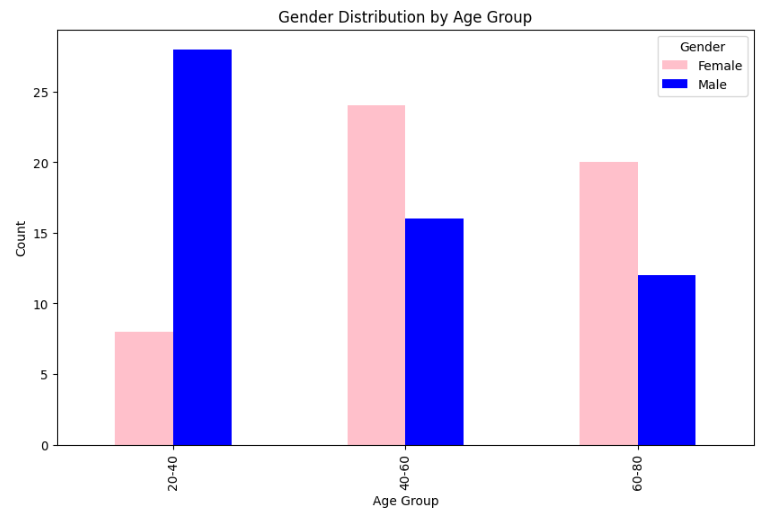 Gender Distribution by Age Group
Gender
Female
Male
25
20
15
10
5
0
Count
20-40
40-60
60-80
Age Group